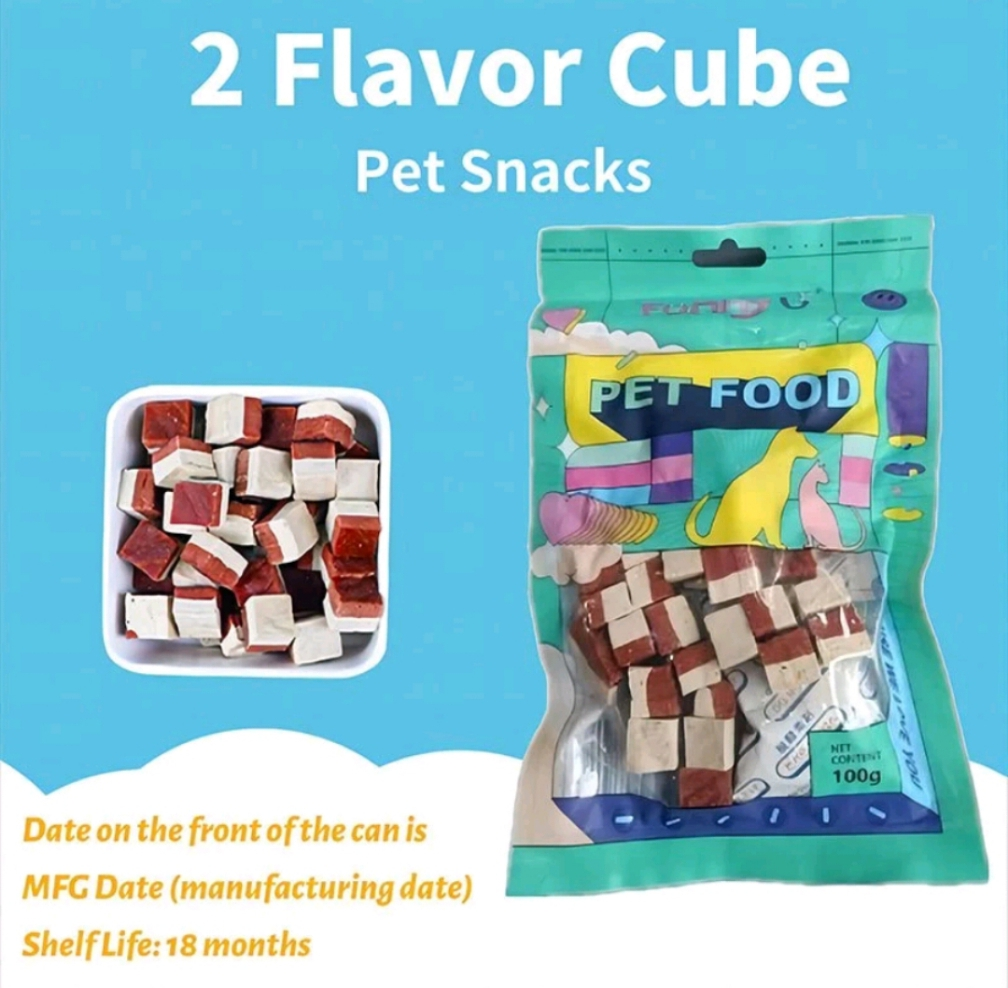 2 Flavor Cube
Pet Snacks
PET FOOD
NET
CONTENT
100g
Date on the front of the can is
MFG Date (manufacturing date)
Shelf Life: 18 months